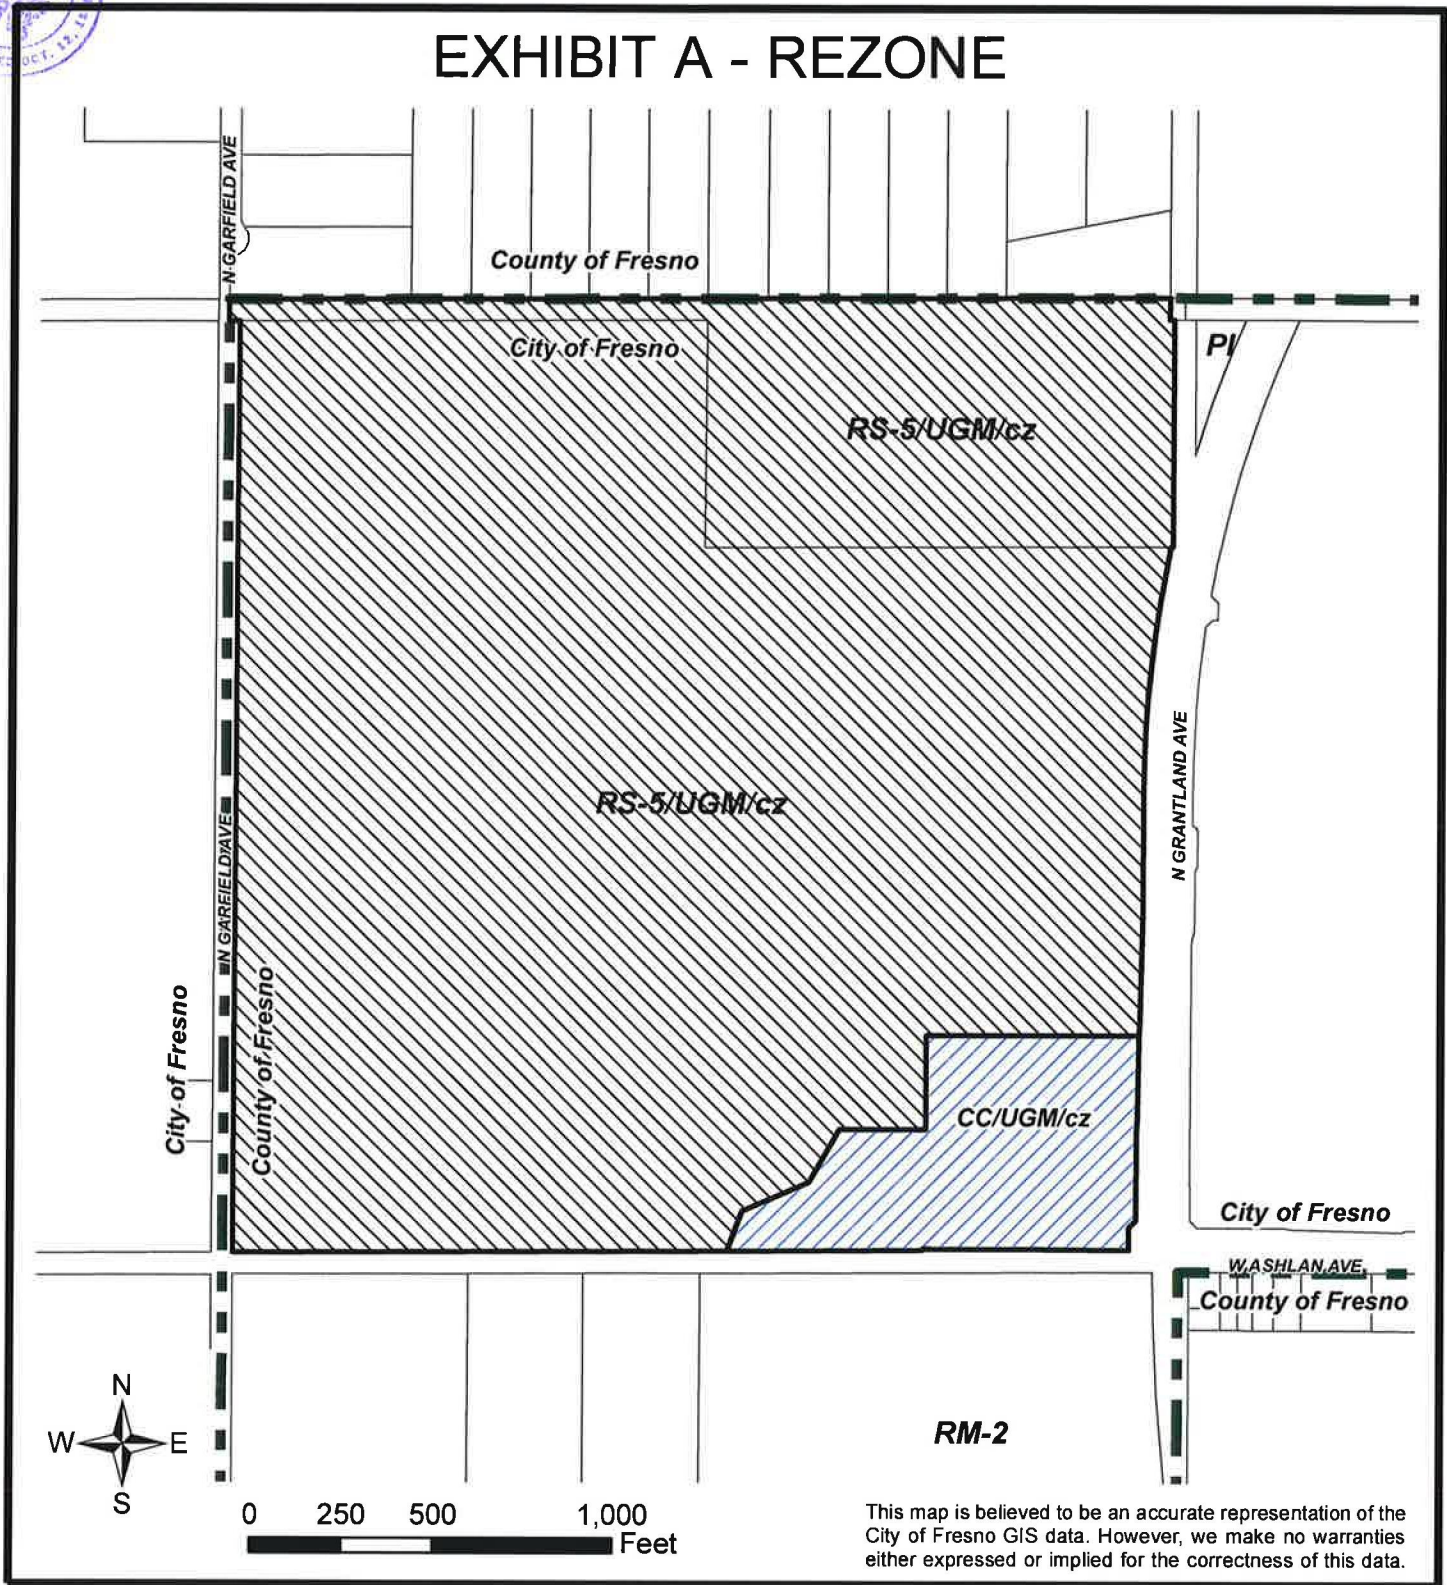 OCT. 12, 18
EXHIBIT A - REZONE
N GARFIELD AVE
County of Fresno
City of Fresno
PI
RS-5/UGM/cz
RS-5/UGM/cz
N GRANTLAND AVE
N GARFIELD AVE
City of Fresno
County of Fresno
CC/UGM/cz
City of Fresno
W ASHLAN AVE
County of Fresno
RM-2
N
W E
S
0 250 500 1,000
Feet
This map is believed to be an accurate representation of the
City of Fresno GIS data. However, we make no warranties
either expressed or implied for the correctness of this data.